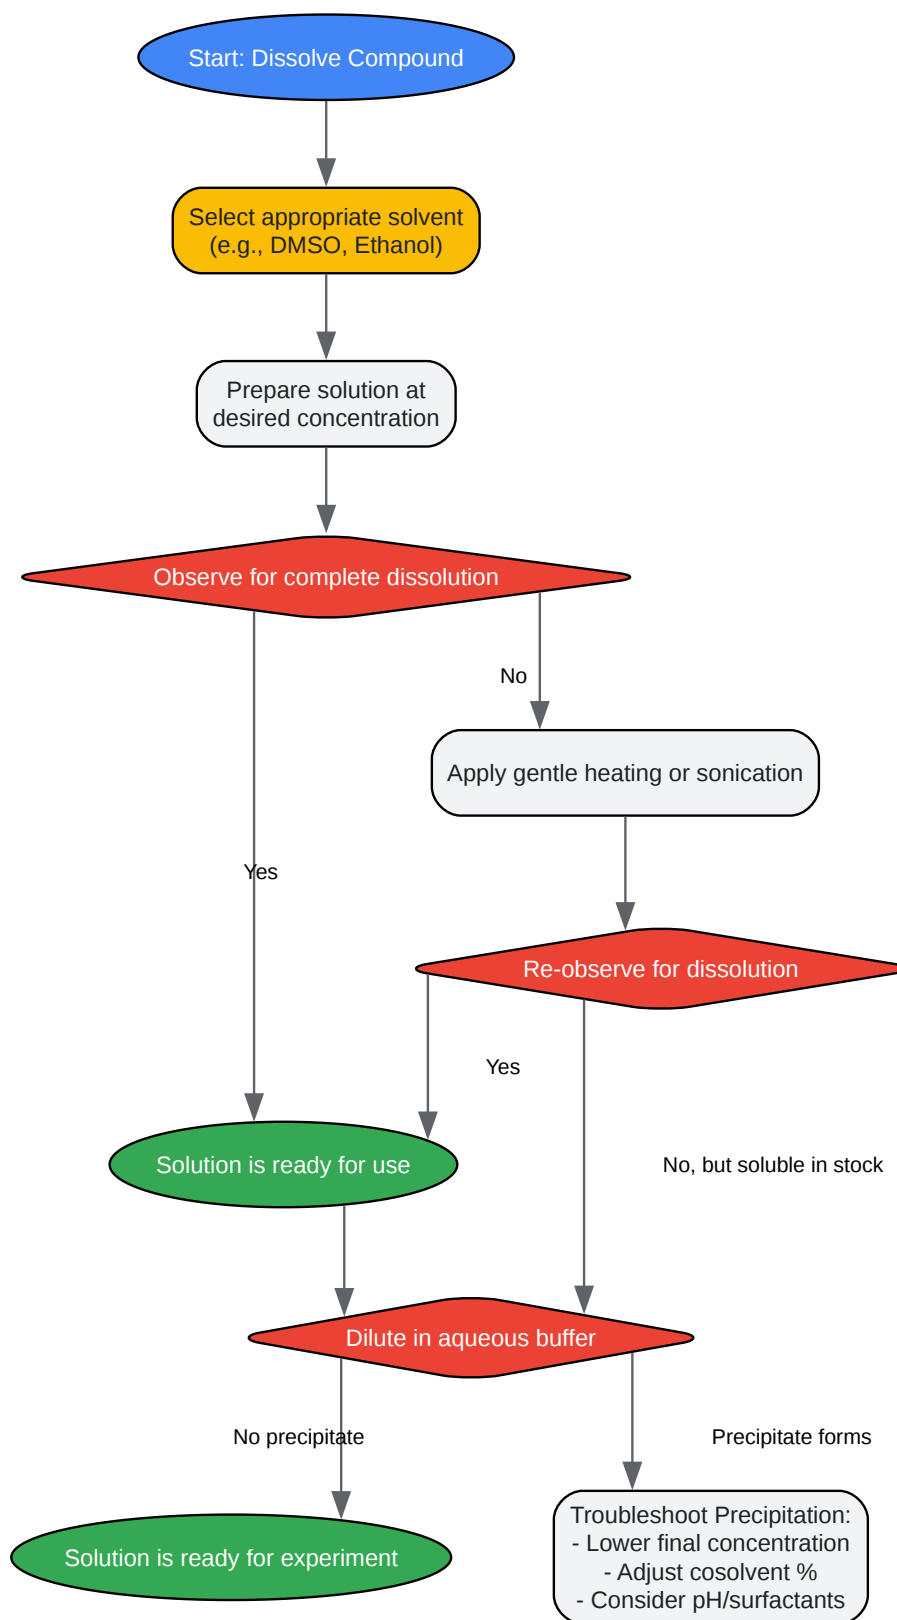 Start: Dissolve Compound
Select appropriate solvent
(e.g., DMSO, Ethanol)
Prepare solution at
desired concentration
Observe for complete dissolution
No
Apply gentle heating or sonication
Yes
Re-observe for dissolution
Yes
Solution is ready for use
No, but soluble in stock
Dilute in aqueous buffer
No precipitate
Precipitate forms
Solution is ready for experiment
Troubleshoot Precipitation:
- Lower final concentration
- Adjust cosolvent %
- Consider pH/surfactants